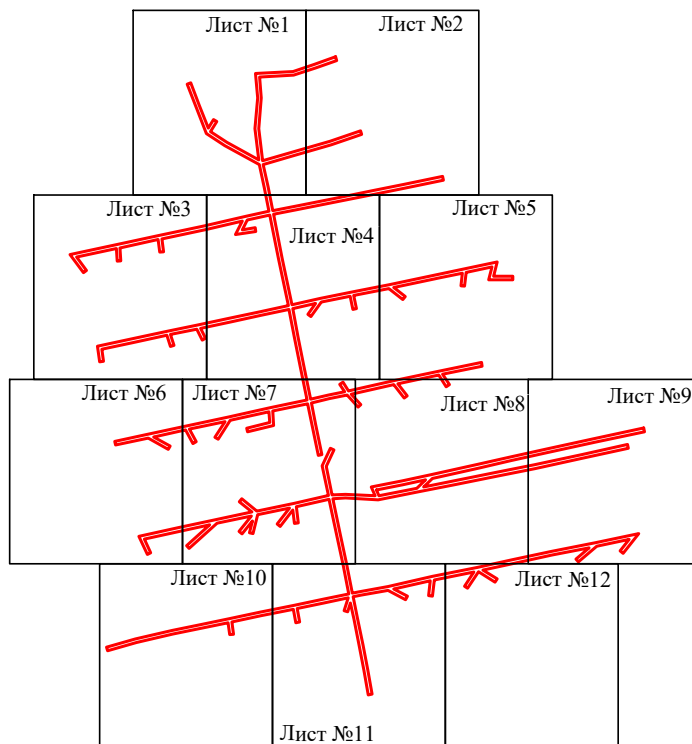 Лист №1
Лист №2
Лист №3
Лист №4
Лист №5
Лист №6
Лист №7
Лист №8
Лист №9
Лист №10
Лист №12
Лист №11